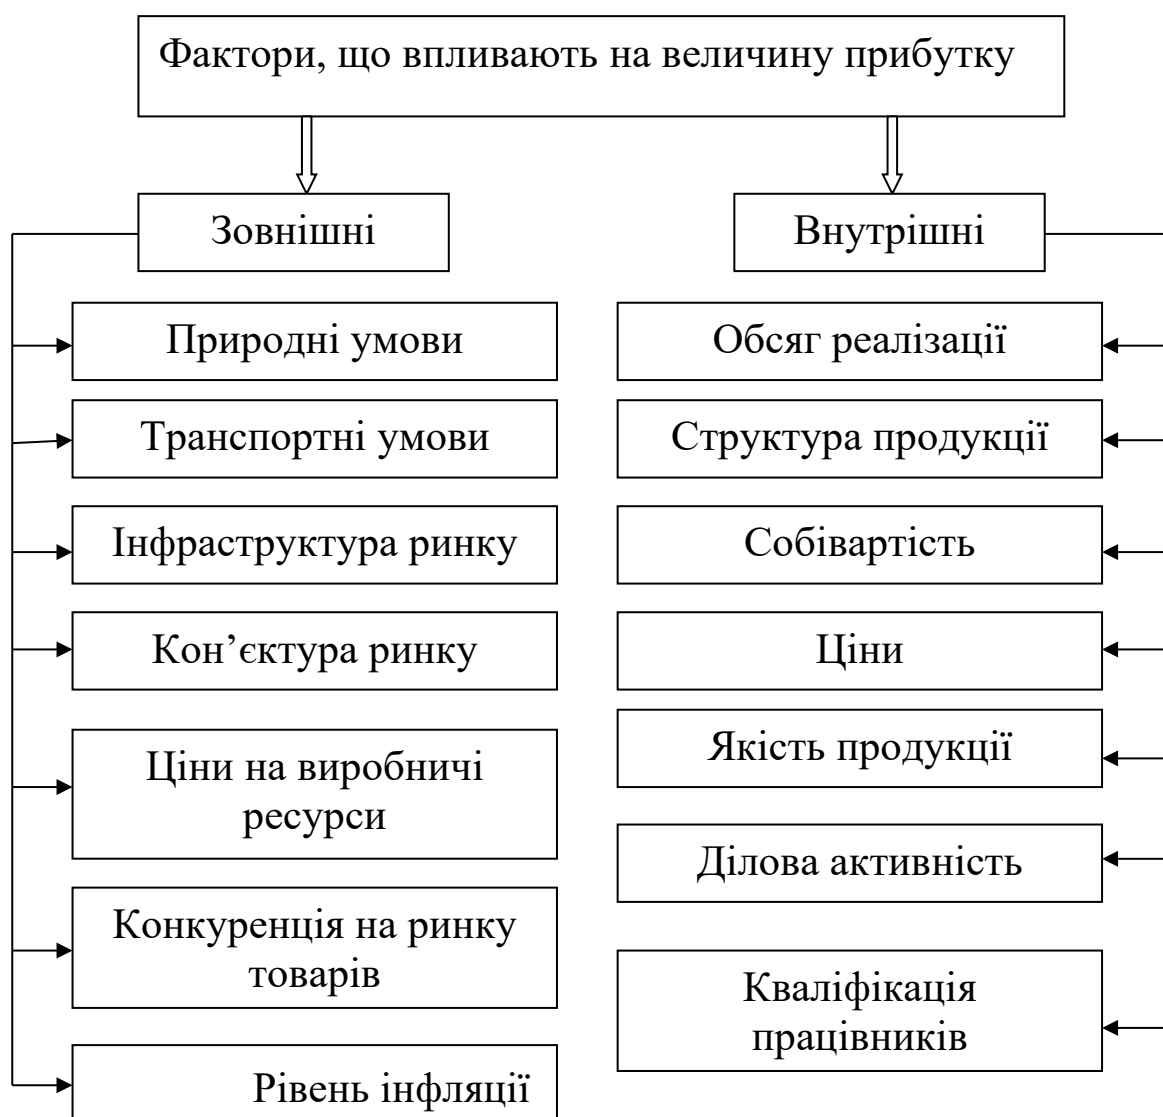 Фактори, що впливають на величину прибутку
Зовнішні
Внутрішні
Природні умови
Обсяг реалізації
Транспортні умови
Структура продукції
Інфраструктура ринку
Собівартість
Кон’єктура ринку
Ціни
Ціни на виробничі
ресурси
Якість продукції
Ділова активність
Конкуренція на ринку
товарів
Кваліфікація
працівників
Рівень інфляції